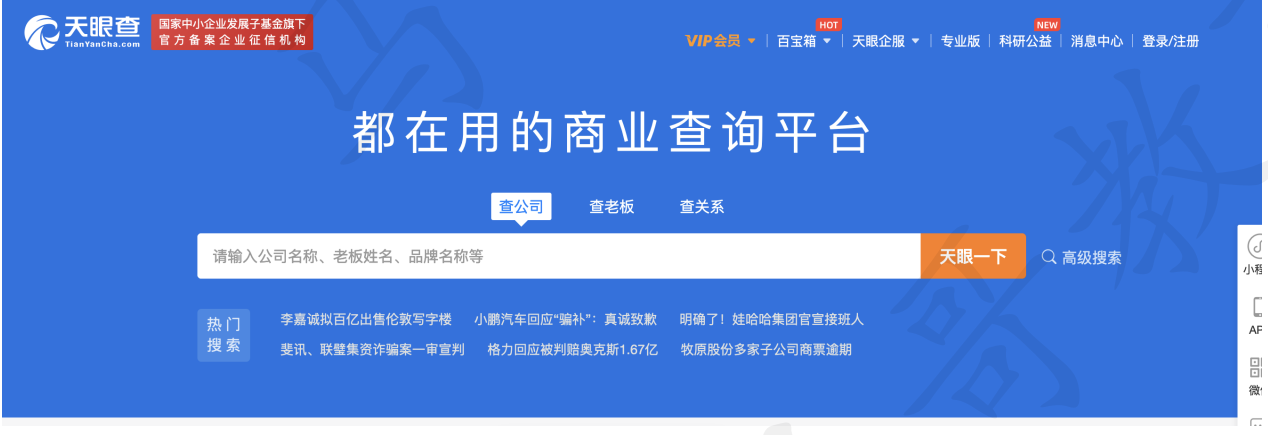 天眼查
TianYanCha.com
国家中小企业发展子基金旗下
官方备案企业征信机构
HOT
NEW
VIP会员 百宝箱 天眼企服 专业版 科研公益 消息中心 登录/注册
都在用的商业查询平台
查公司 查老板 查关系
请输入公司名称、老板姓名、品牌名称等 天眼一下 高级搜索
小程
热门
搜索
李嘉诚拟百亿出售伦敦写字楼 小鹏汽车回应“骗补”：真诚致歉 明确了！娃哈哈集团官宣接班人
AP
斐讯、联璧集资诈骗案一审宣判 格力回应被判赔奥克斯1.67亿 牧原股份多家子公司商票逾期
微
哥教